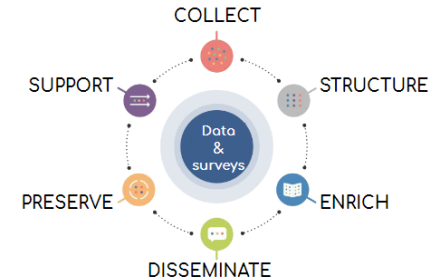 COLLECT
SUPPORT
STRUCTURE
Data
&
surveys
PRESERVE
ENRICH
DISSEMINATE